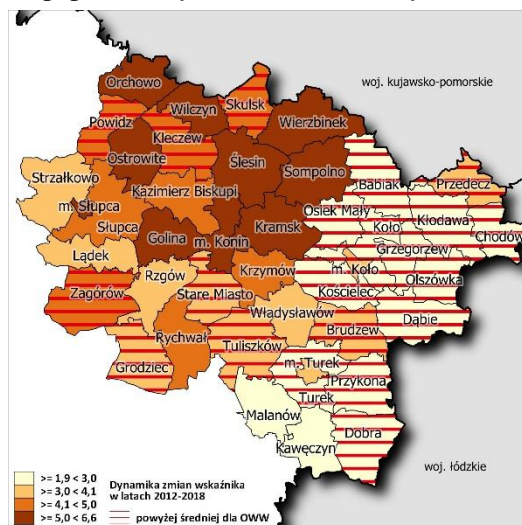 Orchowo
woj. kujawsko-pomorskie
Wilczyn
Skulsk
Powidz
Wierzbinek
Kleczew
Ostrowite
Ślesin
Sompolno
Strzałkowo
Babiak
Przedecz
Kazimierz Biskupi
m. Słupca
Osiek Mały
Kłodawa
Słupca
Koło
Chodów
Golina
m. Konin
Kramsk
Grzegorzew
Lądek
Rzgów
Krzymów
m. Koło
Olszówka
Kościelec
Zagórów
Stare Miasto
Władysławów
Dąbie
Rychwał
Brudzew
Tuliszków
Grodziec
m. Turek
Przykona
Turek
Malanów
Dobra
Kawęczyn
woj. łódzkie
>= 1,9 < 3,0
>= 3,0 < 4,1
>= 4,1 < 5,0
>= 5,0 < 6,6
Dynamika zmian wskaźnika
w latach 2012-2018
powyżej średniej dla OWW